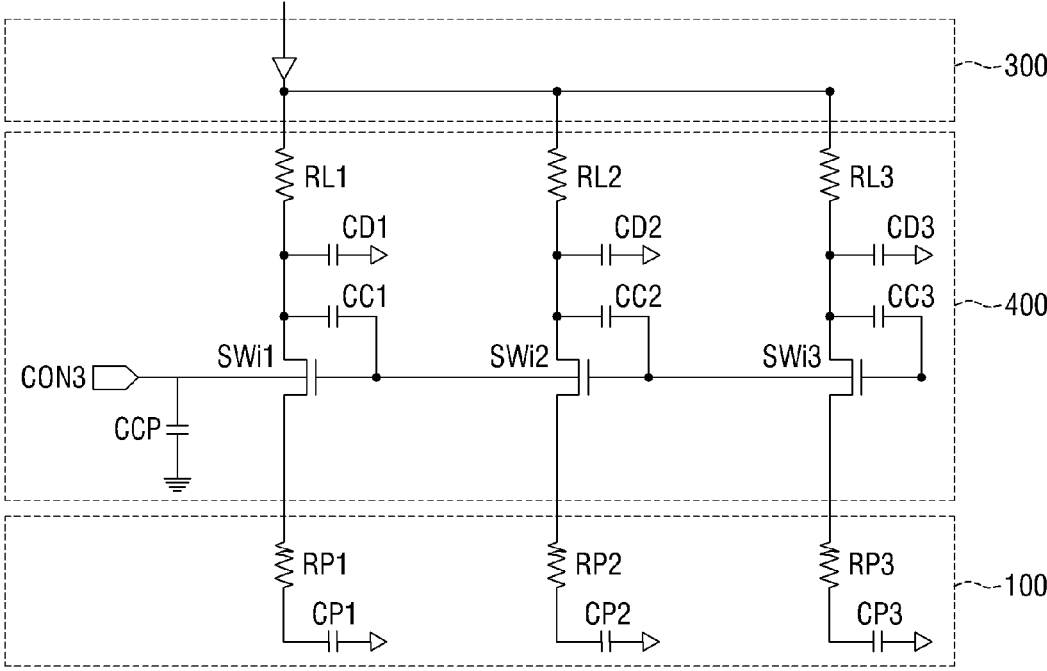 300
RL1 RL2 RL3
CD1 CD2 CD3
CC1 CC2 CC3
400
SWi1 SWi2 SWi3
CON3
CCP
RP1 RP2 RP3
100
CP1 CP2 CP3